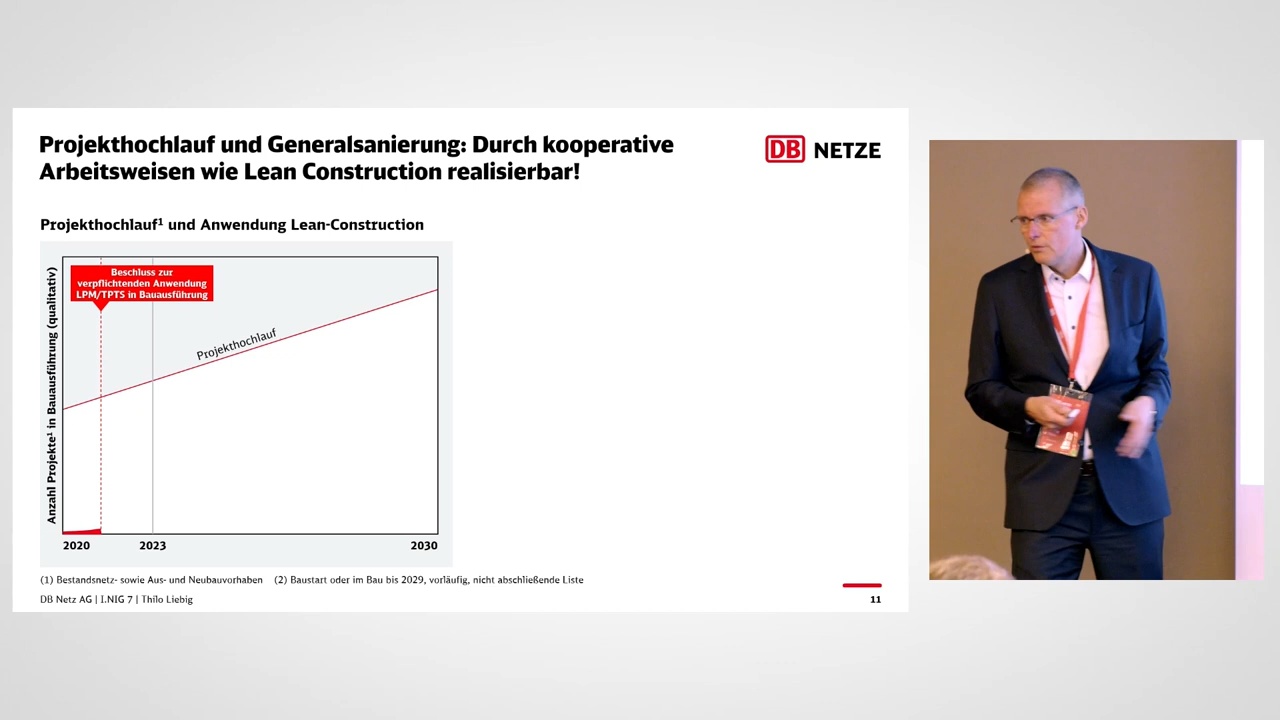 Projekthochlauf und Generalsanierung: Durch kooperative
Arbeitsweisen wie Lean Construction realisierbar!
DB NETZE
Projekthochlauf¹ und Anwendung Lean-Construction
Anzahl Projekte¹ in Bauausführung (qualitativ)
Beschluss zur
verpflichtenden Anwendung
LPM/TPTS in Bauausführung
Projekthochlauf
2020 2023 2030
(1) Bestandsnetz- sowie Aus- und Neubauvorhaben (2) Baustart oder im Bau bis 2029, vorläufig, nicht abschließende Liste
DB Netz AG | I.NIG 7 | Thilo Liebig
11